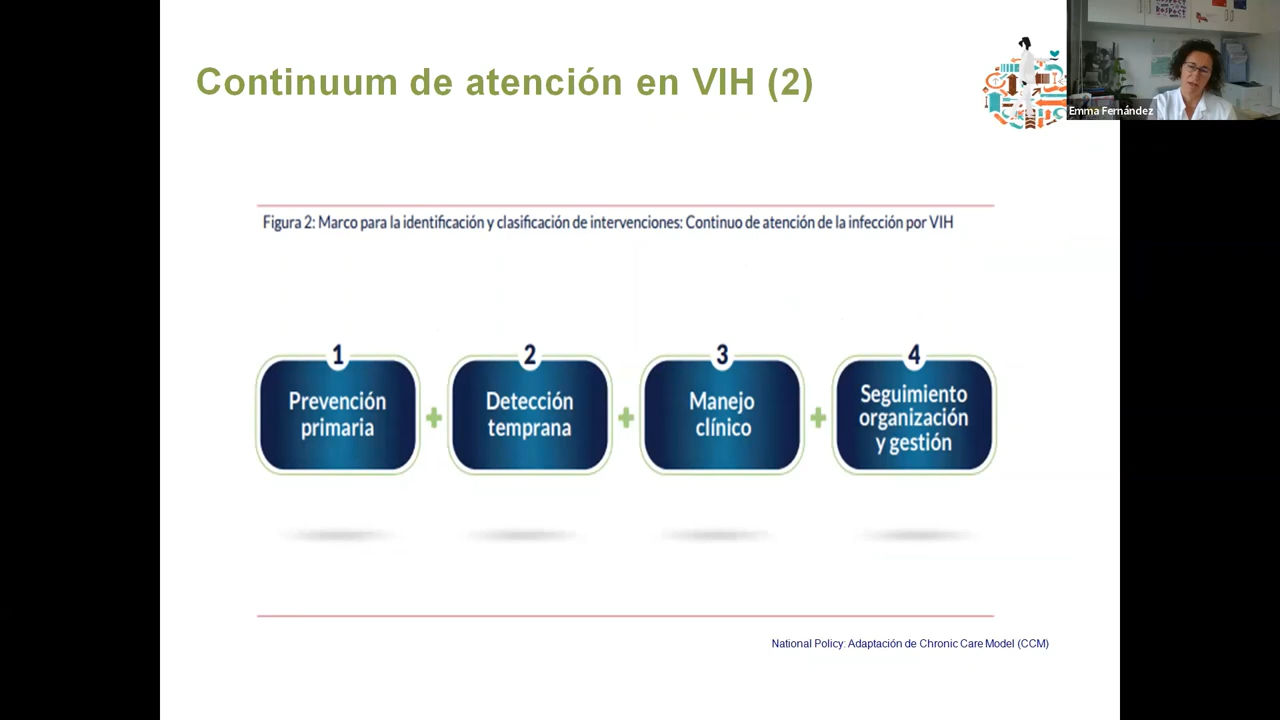 Continuum de atención en VIH (2)
Emma Fernández
Figura 2: Marco para la identificación y clasificación de intervenciones: Continuo de atención de la infección por VIH
1
Prevención
primaria
+
2
Detección
temprana
+
3
Manejo
clínico
+
4
Seguimiento
organización
y gestión
National Policy: Adaptación de Chronic Care Model (CCM)